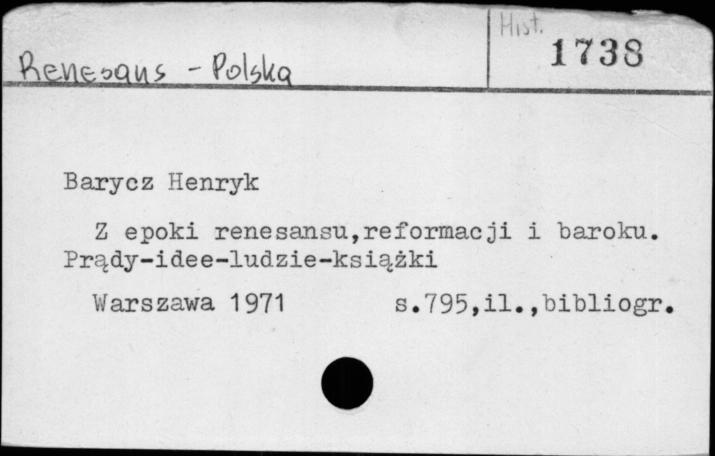 Hist.
Renesans - Polska
1738
Barycz Henryk
Z epoki renesansu,reformacji i baroku.
Prądy-idee-ludzie-książki
Warszawa 1971 s.795,il.,bibliogr.